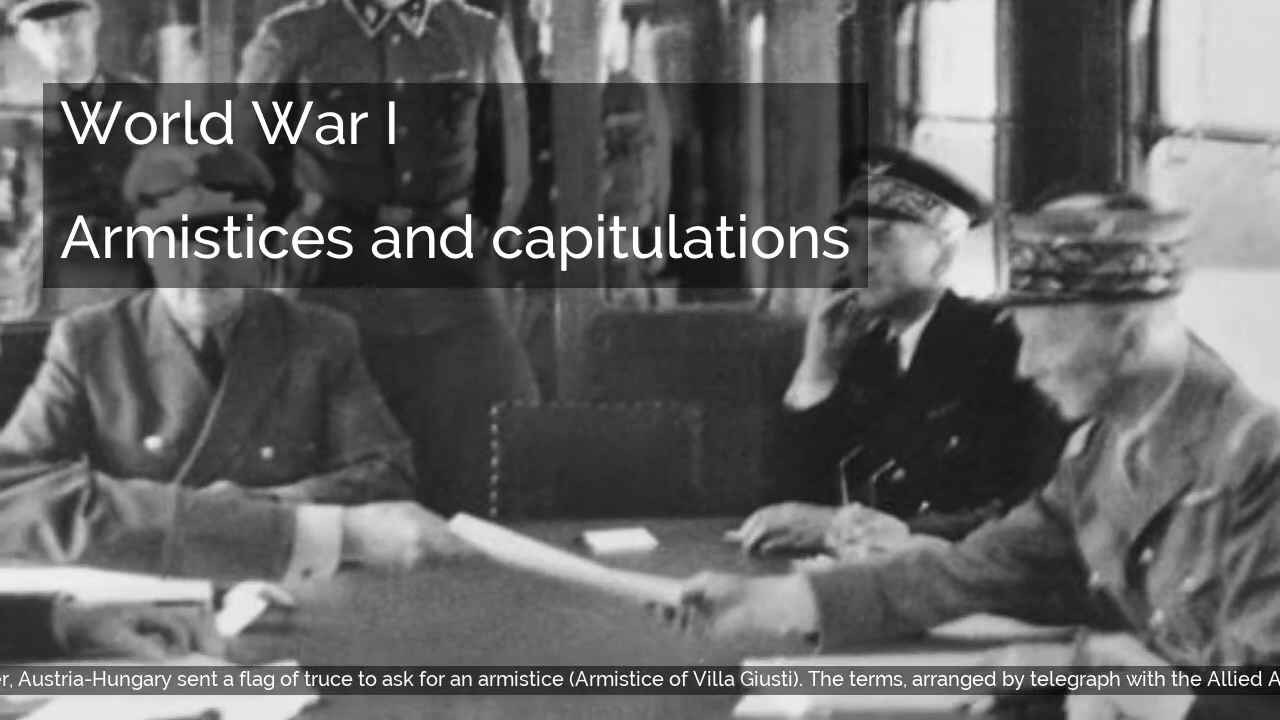 World War I
Armistices and capitulations
Austria-Hungary sent a flag of truce to ask for an armistice (Armistice of Villa Giusti). The terms, arranged by telegraph with the Allied